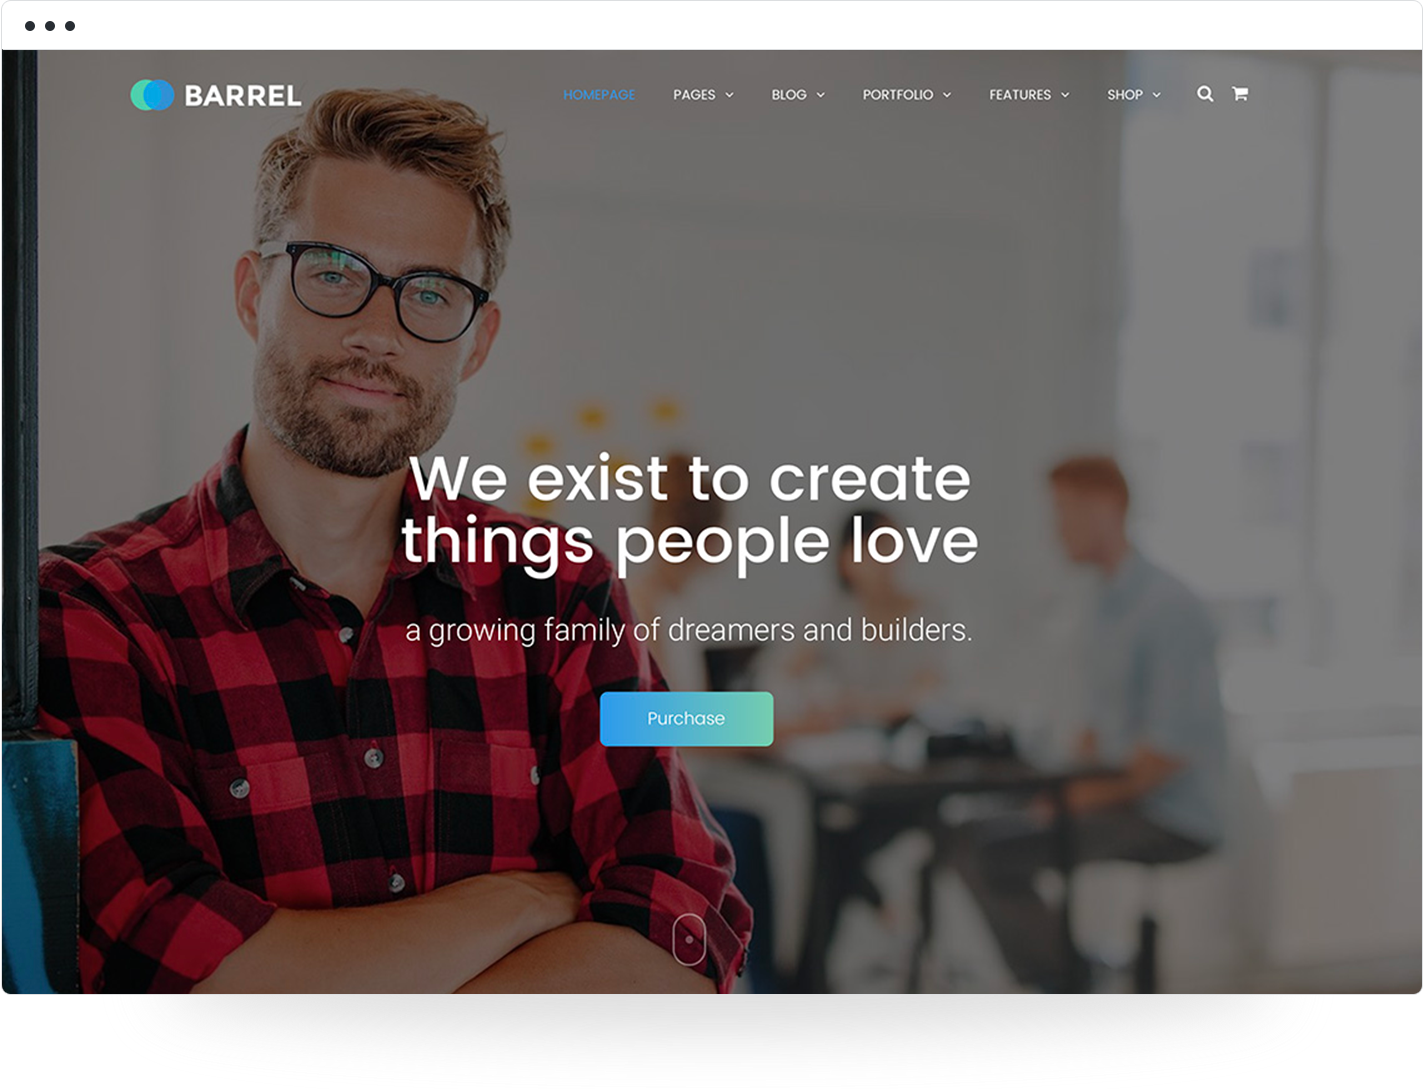 BARREL
HOMEPAGE PAGES BLOG PORTFOLIO FEATURES SHOP
We exist to create
things people love
a growing family of dreamers and builders.
Purchase